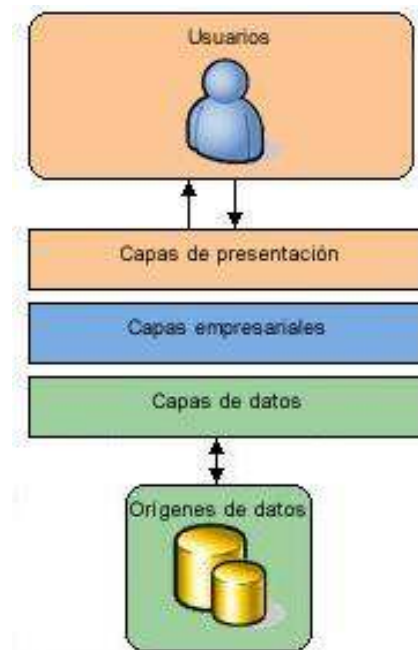 Usuarios
Capas de presentación
Capas empresariales
Capas de datos
Orígenes de datos